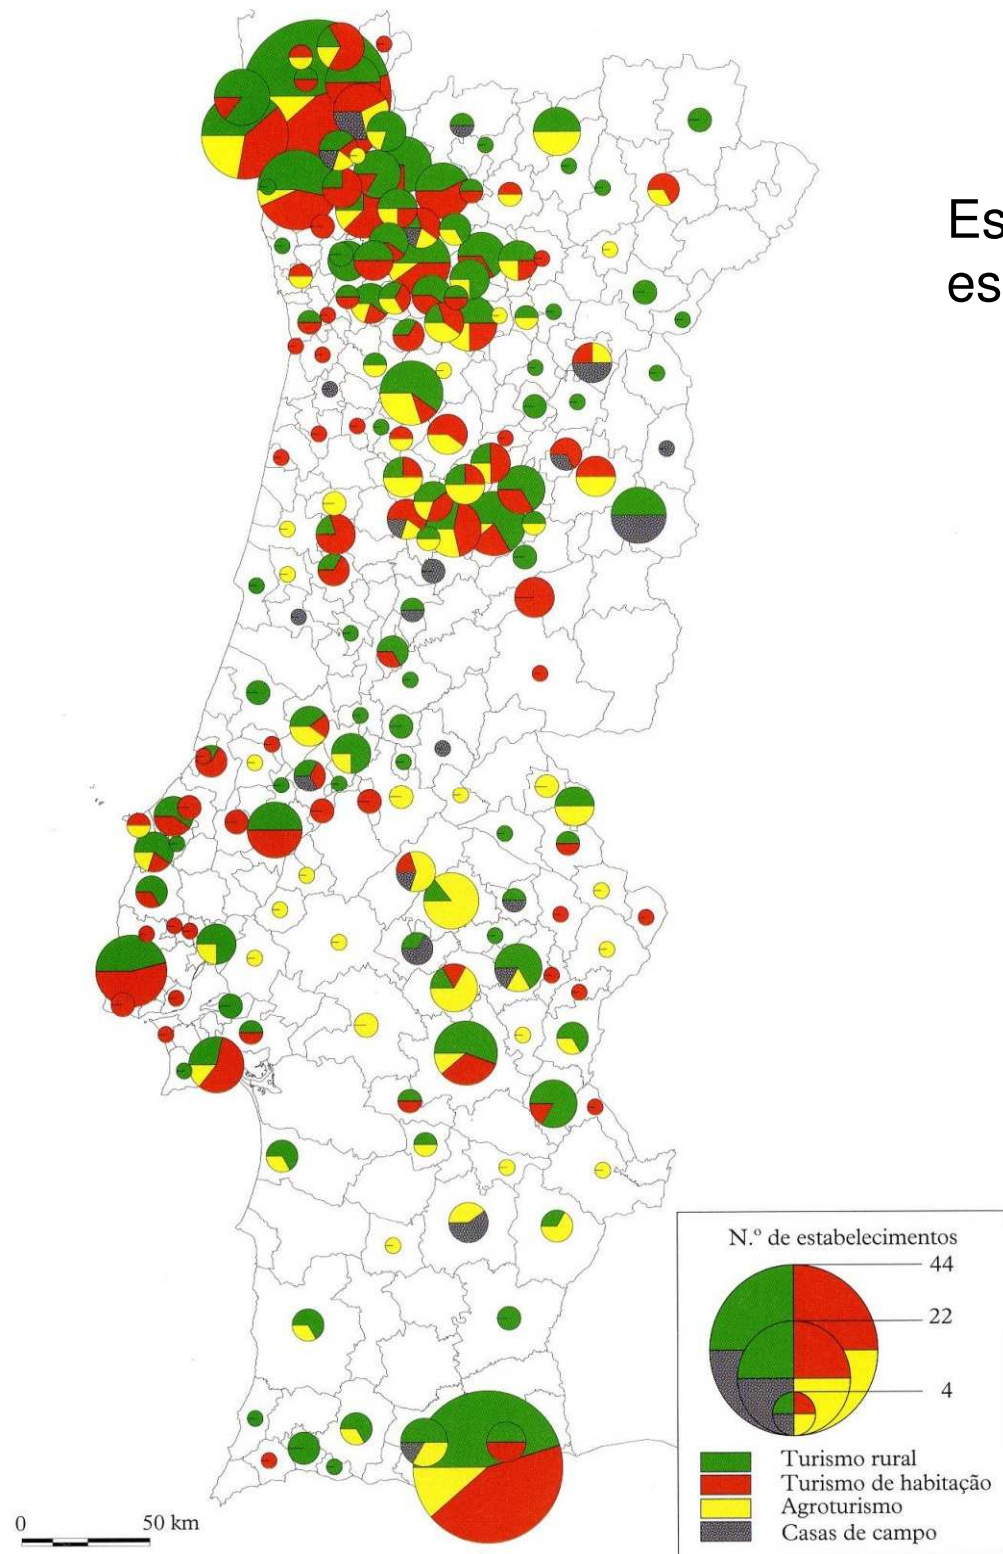 Es
es
N.º de estabelecimentos
44
22
4
Turismo rural
Turismo de habitação
Agroturismo
Casas de campo
0 50 km